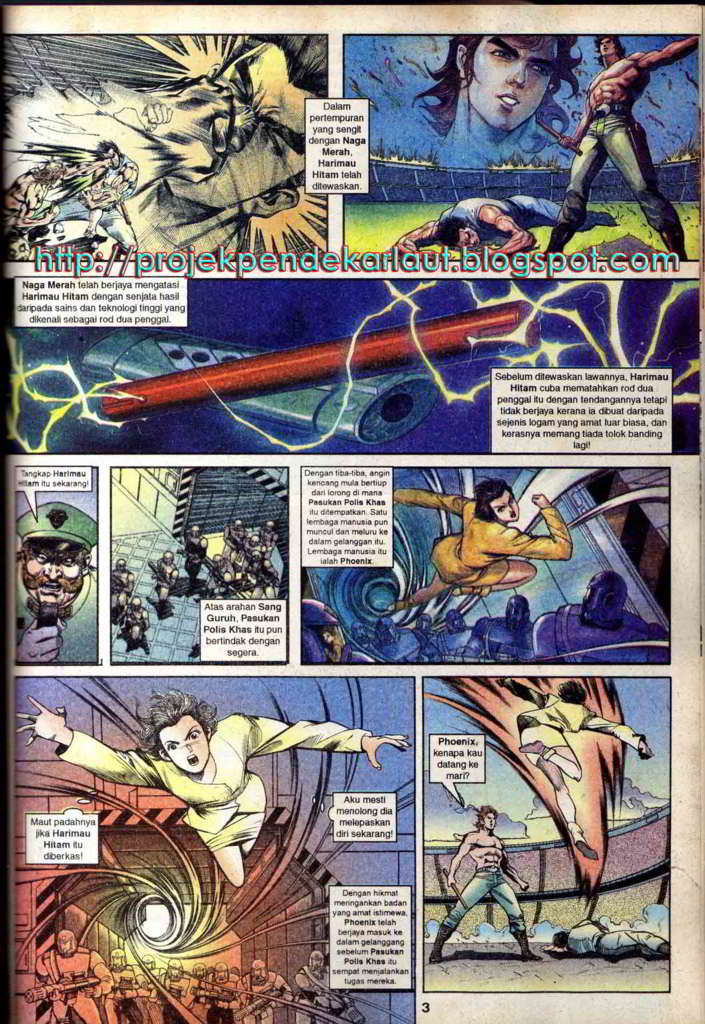 Dalam
pertempuran
yang sengit
dengan Naga
Merah,
Harimau
Hitam telah
ditewaskan.
http://projekpendekarlaut.blogspot.com
Naga Merah telah berjaya mengatasi
Harimau Hitam dengan senjata hasil
daripada sains dan teknologi tinggi yang
dikenali sebagai rod dua penggal.
Sebelum ditewaskan lawannya, Harimau
Hitam cuba mematahkan rod dua
penggal itu dengan tendangannya tetapi
tidak berjaya kerana ia dibuat daripada
sejenis logam yang amat luar biasa, dan
kerasnya memang tiada tolok banding
lagi!
Tangkap Harimau
Hitam itu sekarang!
Atas arahan Sang
Guruh, Pasukan
Polis Khas itu pun
bertindak dengan
segera.
Dengan tiba-tiba, angin
kencang mula bertiup
dari lorong di mana
Pasukan Polis Khas
itu ditempatkan. Satu
lembaga manusia pun
muncul dan meluru ke
dalam gelanggang itu.
Lembaga manusia itu
ialah Phoenix.
Maut padahnya
jika Harimau
Hitam itu
diberkas!
Aku mesti
menolong dia
melepaskan
diri sekarang!
Dengan hikmat
meringankan badan
yang amat istimewa,
Phoenix telah
berjaya masuk ke
dalam gelanggang
sebelum Pasukan
Polis Khas itu
sempat menjalankan
tugas mereka.
Phoenix,
kenapa kau
datang ke
mari?
3